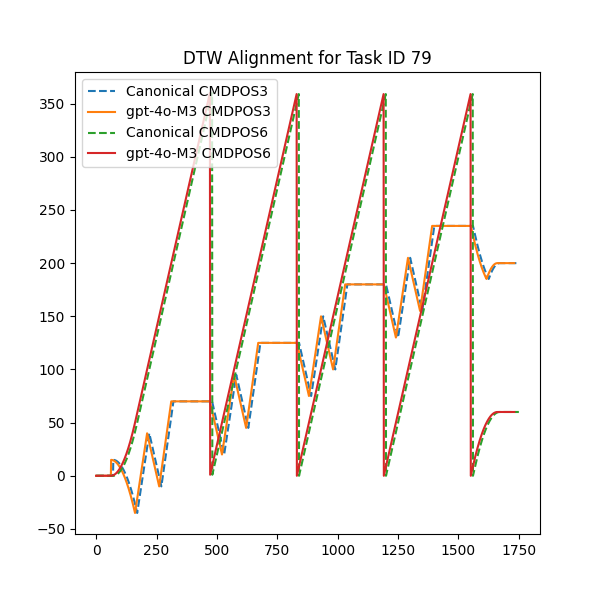 DTW Alignment for Task ID 79
Canonical CMDPOS3
gpt-4o-M3 CMDPOS3
Canonical CMDPOS6
gpt-4o-M3 CMDPOS6
350
300
250
200
150
100
50
0
−50
0 250 500 750 1000 1250 1500 1750